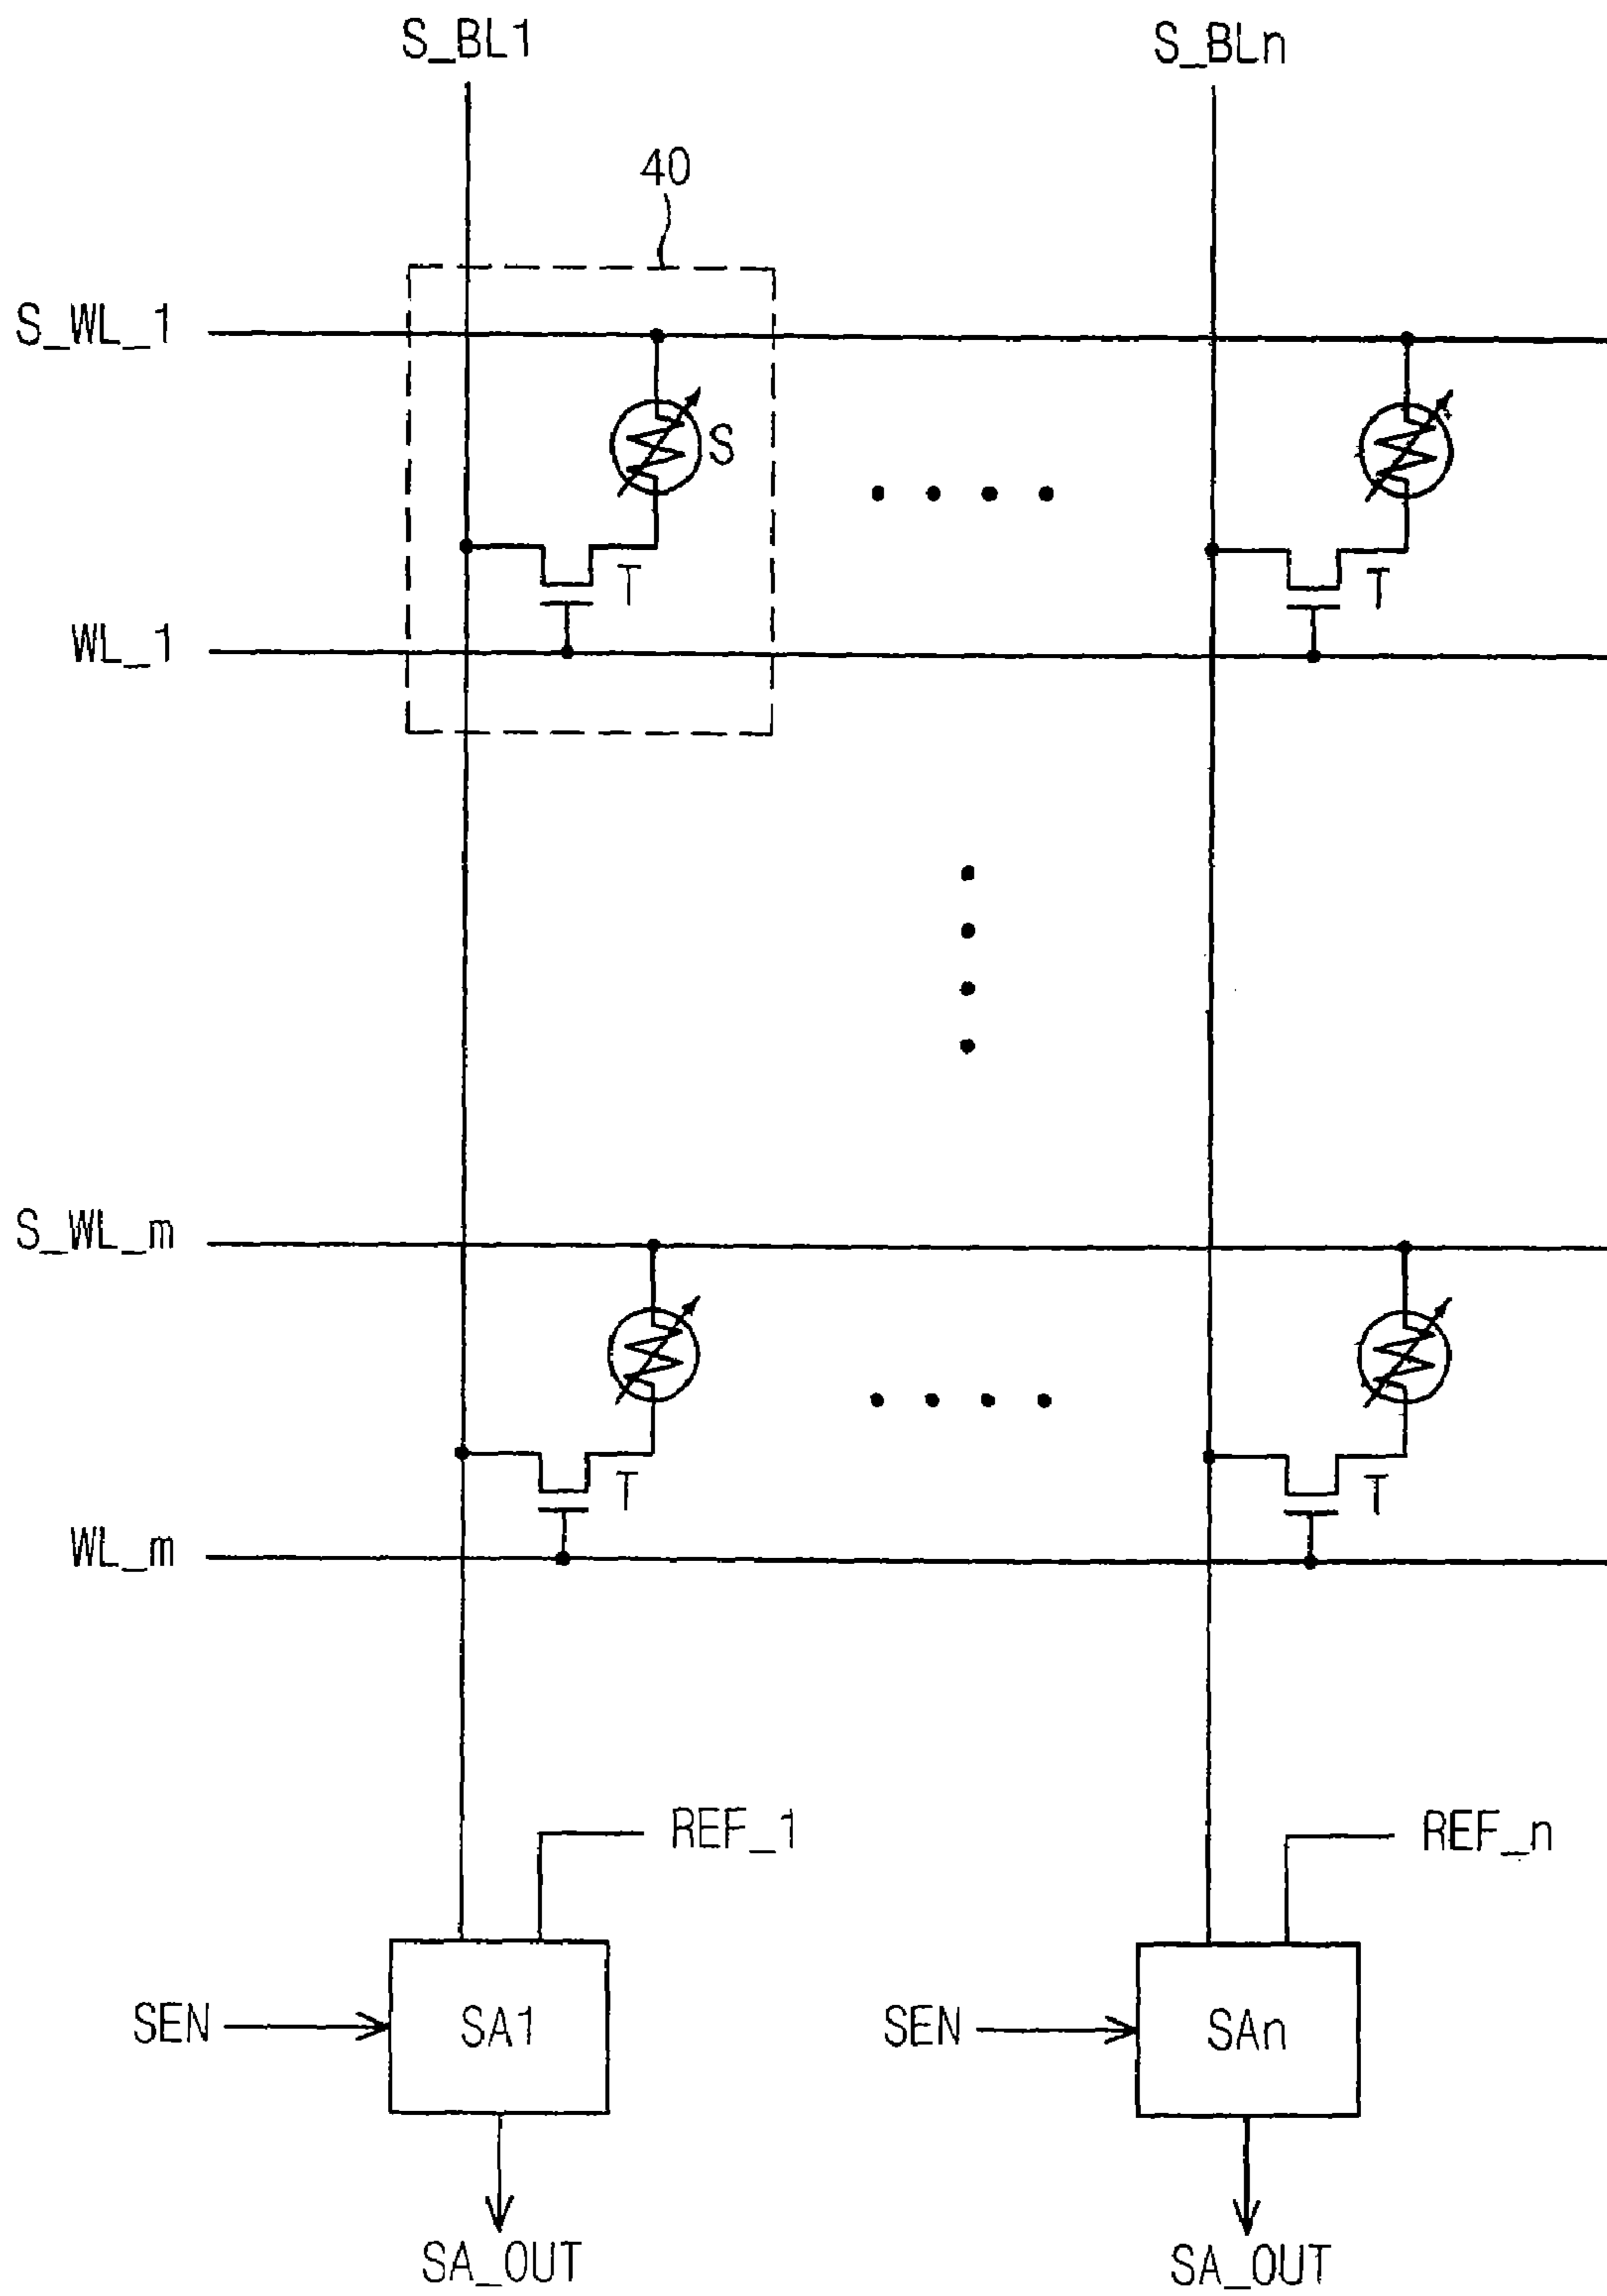 S_BL1 S_BLn
40
S_WL_1
S
T T
WL_1
S_WL_m
T T
WL_m
REF_1 REF_n
SEN SA1 SEN SAn
SA_OUT SA_OUT